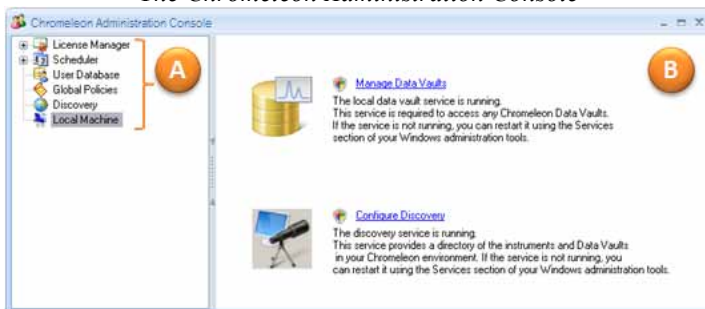 The Chromeleon Administration Console
Chromeleon Administration Console
License Manager
Scheduler
User Database
Global Policies
Discovery
Local Machine
A
B
Manage Data Vaults
The local data vault service is running.
This service is required to access any Chromeleon Data Vaults.
If the service is not running, you can restart it using the Services
section of your Windows administration tools.
Configure Discovery
The discovery service is running.
This service provides a directory of the instruments and Data Vaults
in your Chromeleon environment. If the service is not running, you
can restart it using the Services section of your Windows administration tools.